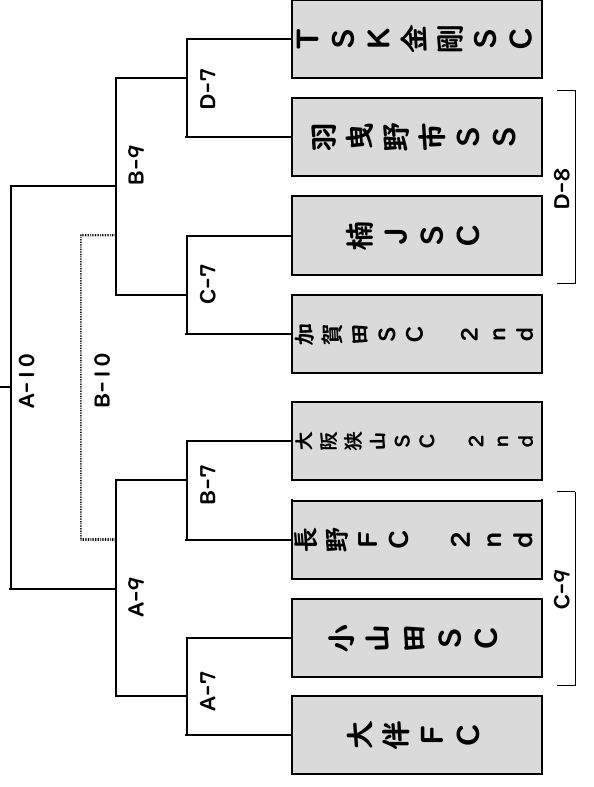 A-10
B-10
A-9
B-9
A-7
B-7
C-7
D-7
大伴FC
小山田SC
長野FC 2nd
大阪狭山SC 2nd
加賀田SC 2nd
楠JSC
羽曳野市SS
TSK金剛SC
C-9
D-8